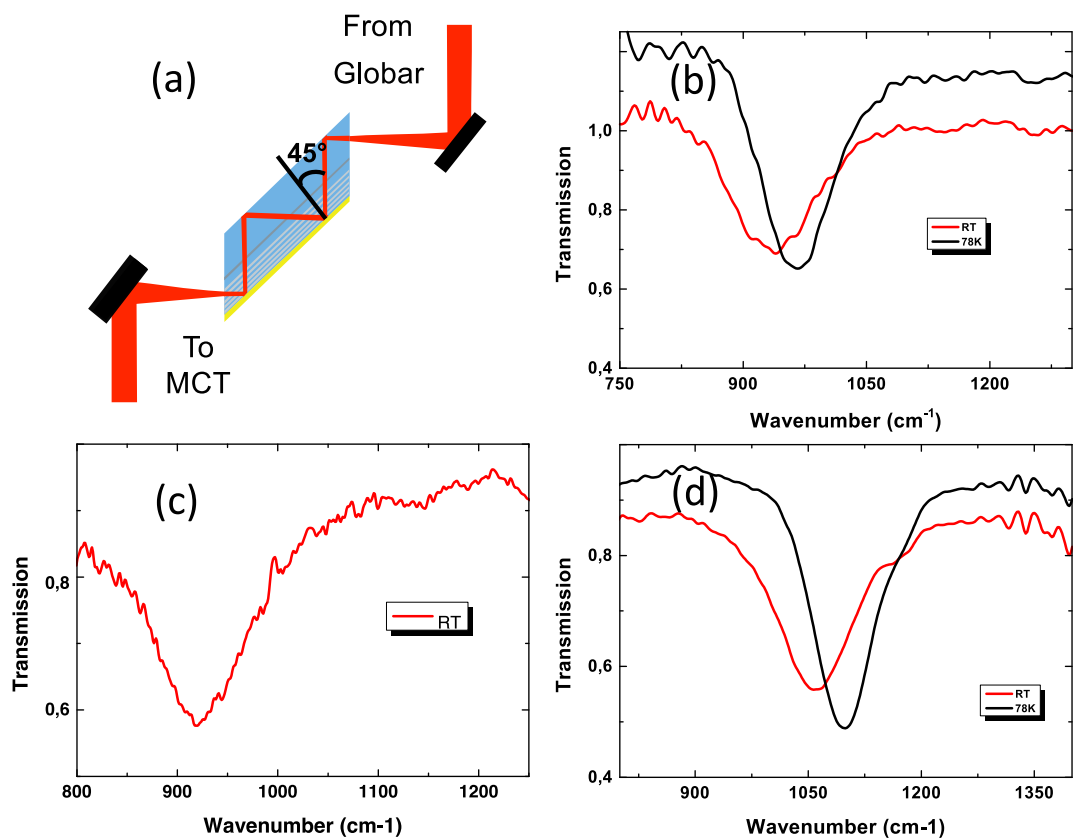 (a)
From
Globar
45°
To
MCT
(b)
Transmission
1,0
0,8
0,6
0,4
RT
78K
750
900
1050
1200
Wavenumber (cm-1)
(c)
Transmission
0,8
0,6
RT
800
900
1000
1100
1200
Wavenumber (cm-1)
(d)
Transmission
0,8
0,6
0,4
RT
78K
900
1050
1200
1350
Wavenumber (cm-1)